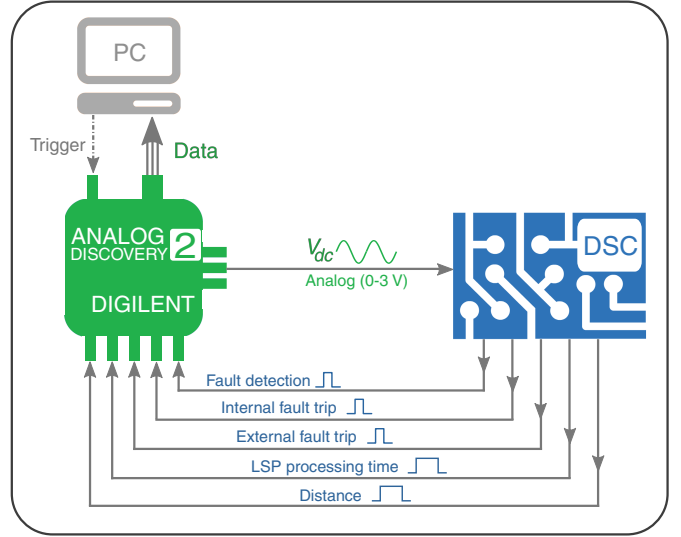 PC
Trigger
Data
ANALOG
DISCOVERY 2
DIGILENT
Vdc
Analog (0-3 V)
DSC
Fault detection
Internal fault trip
External fault trip
LSP processing time
Distance